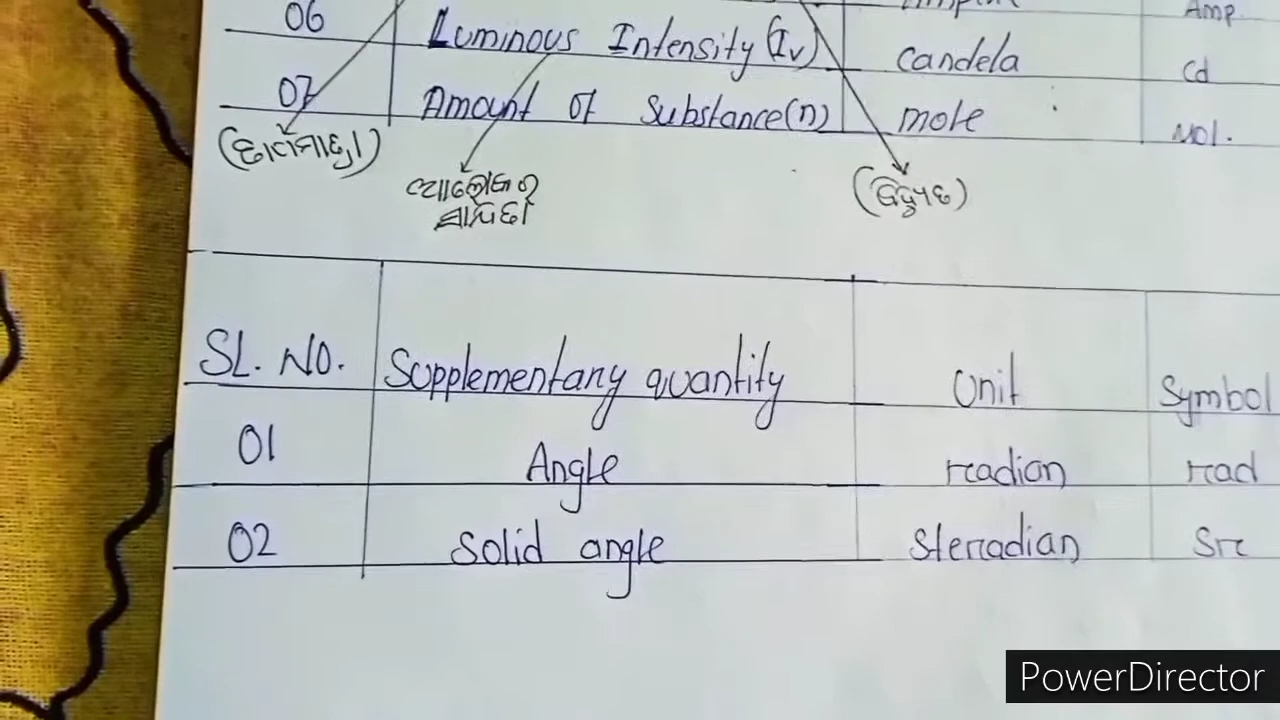 Amp.
06 Luminous Intensity (Iv) candela Cd
07 Amount of Substance(n) mole Mol.
SL. NO. Supplementary quantity Unit Symbol
01 Angle radian rad
02 Solid angle Steradian Sr
PowerDirector